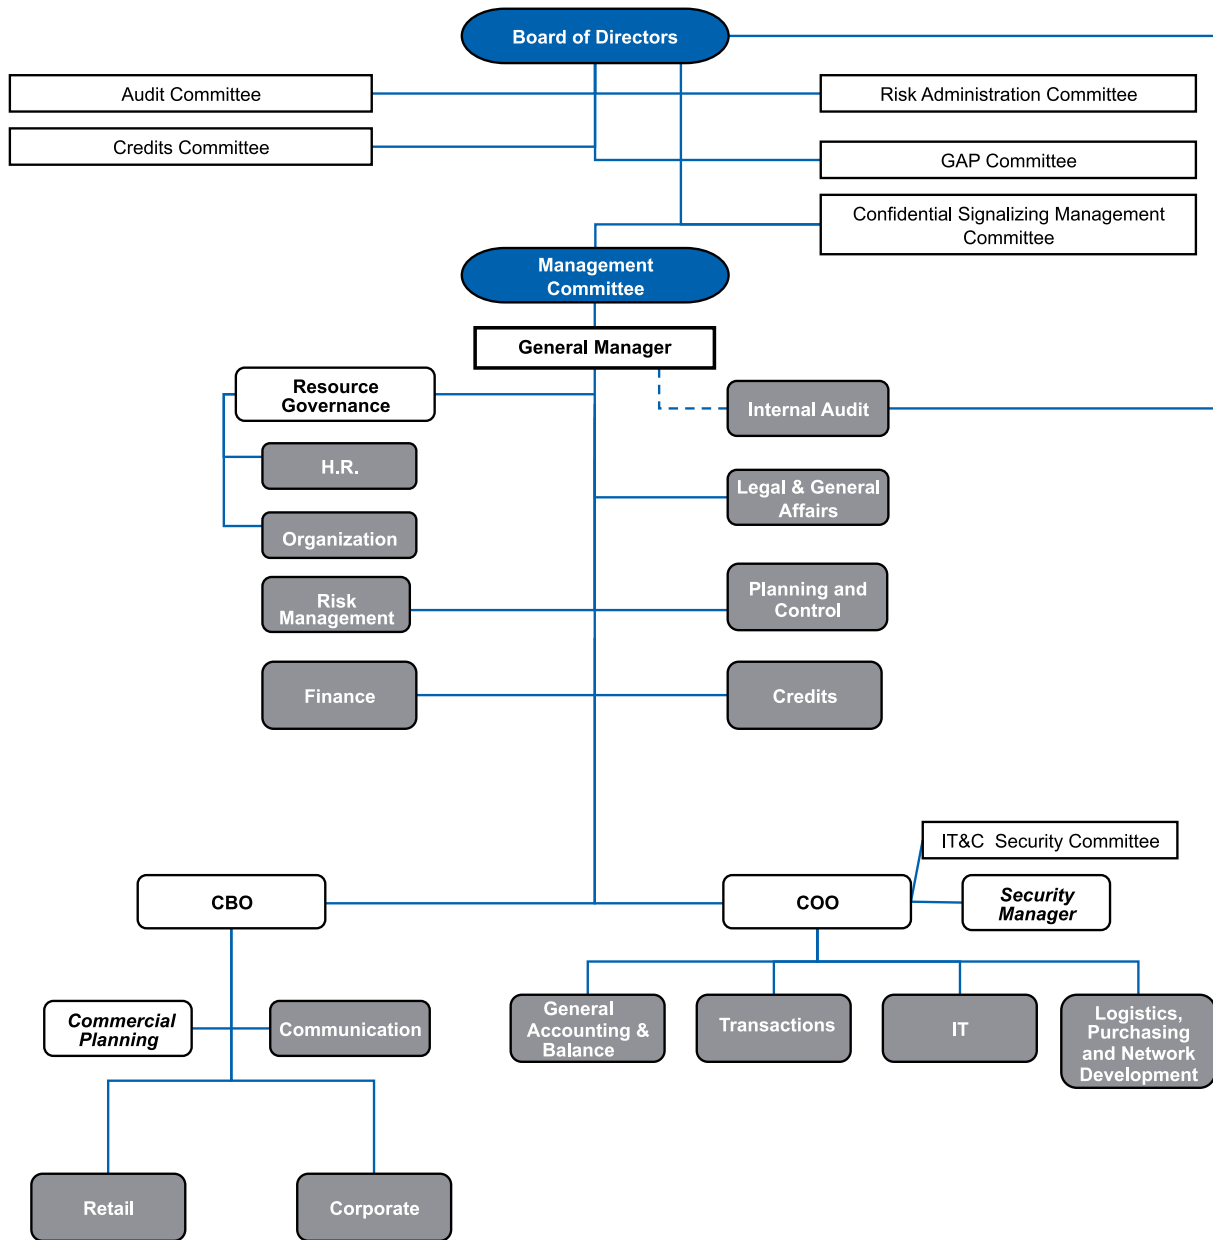 Board of Directors
Audit Committee
Risk Administration Committee
Credits Committee
GAP Committee
Confidential Signalizing Management
Committee
Management
Committee
General Manager
Resource
Governance
Internal Audit
H.R.
Legal & General
Affairs
Organization
Risk
Management
Planning and
Control
Finance
Credits
IT&C  Security Committee
CBO
COO
Security
Manager
Commercial
Planning
Communication
General
Accounting &
Balance
Transactions
IT
Logistics,
Purchasing
and Network
Development
Retail
Corporate